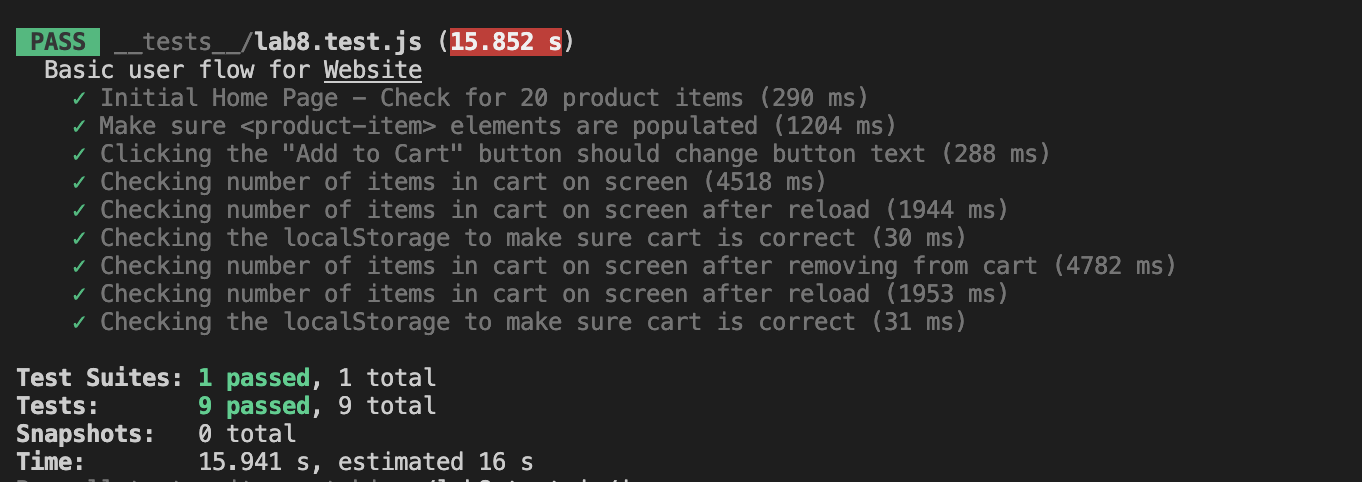 PASS __tests__/lab8.test.js (15.852 s)
Basic user flow for Website
✓ Initial Home Page – Check for 20 product items (290 ms)
✓ Make sure <product-item> elements are populated (1204 ms)
✓ Clicking the "Add to Cart" button should change button text (288 ms)
✓ Checking number of items in cart on screen (4518 ms)
✓ Checking number of items in cart on screen after reload (1944 ms)
✓ Checking the localStorage to make sure cart is correct (30 ms)
✓ Checking number of items in cart on screen after removing from cart (4782 ms)
✓ Checking number of items in cart on screen after reload (1953 ms)
✓ Checking the localStorage to make sure cart is correct (31 ms)
Test Suites: 1 passed, 1 total
Tests: 9 passed, 9 total
Snapshots: 0 total
Time: 15.941 s, estimated 16 s